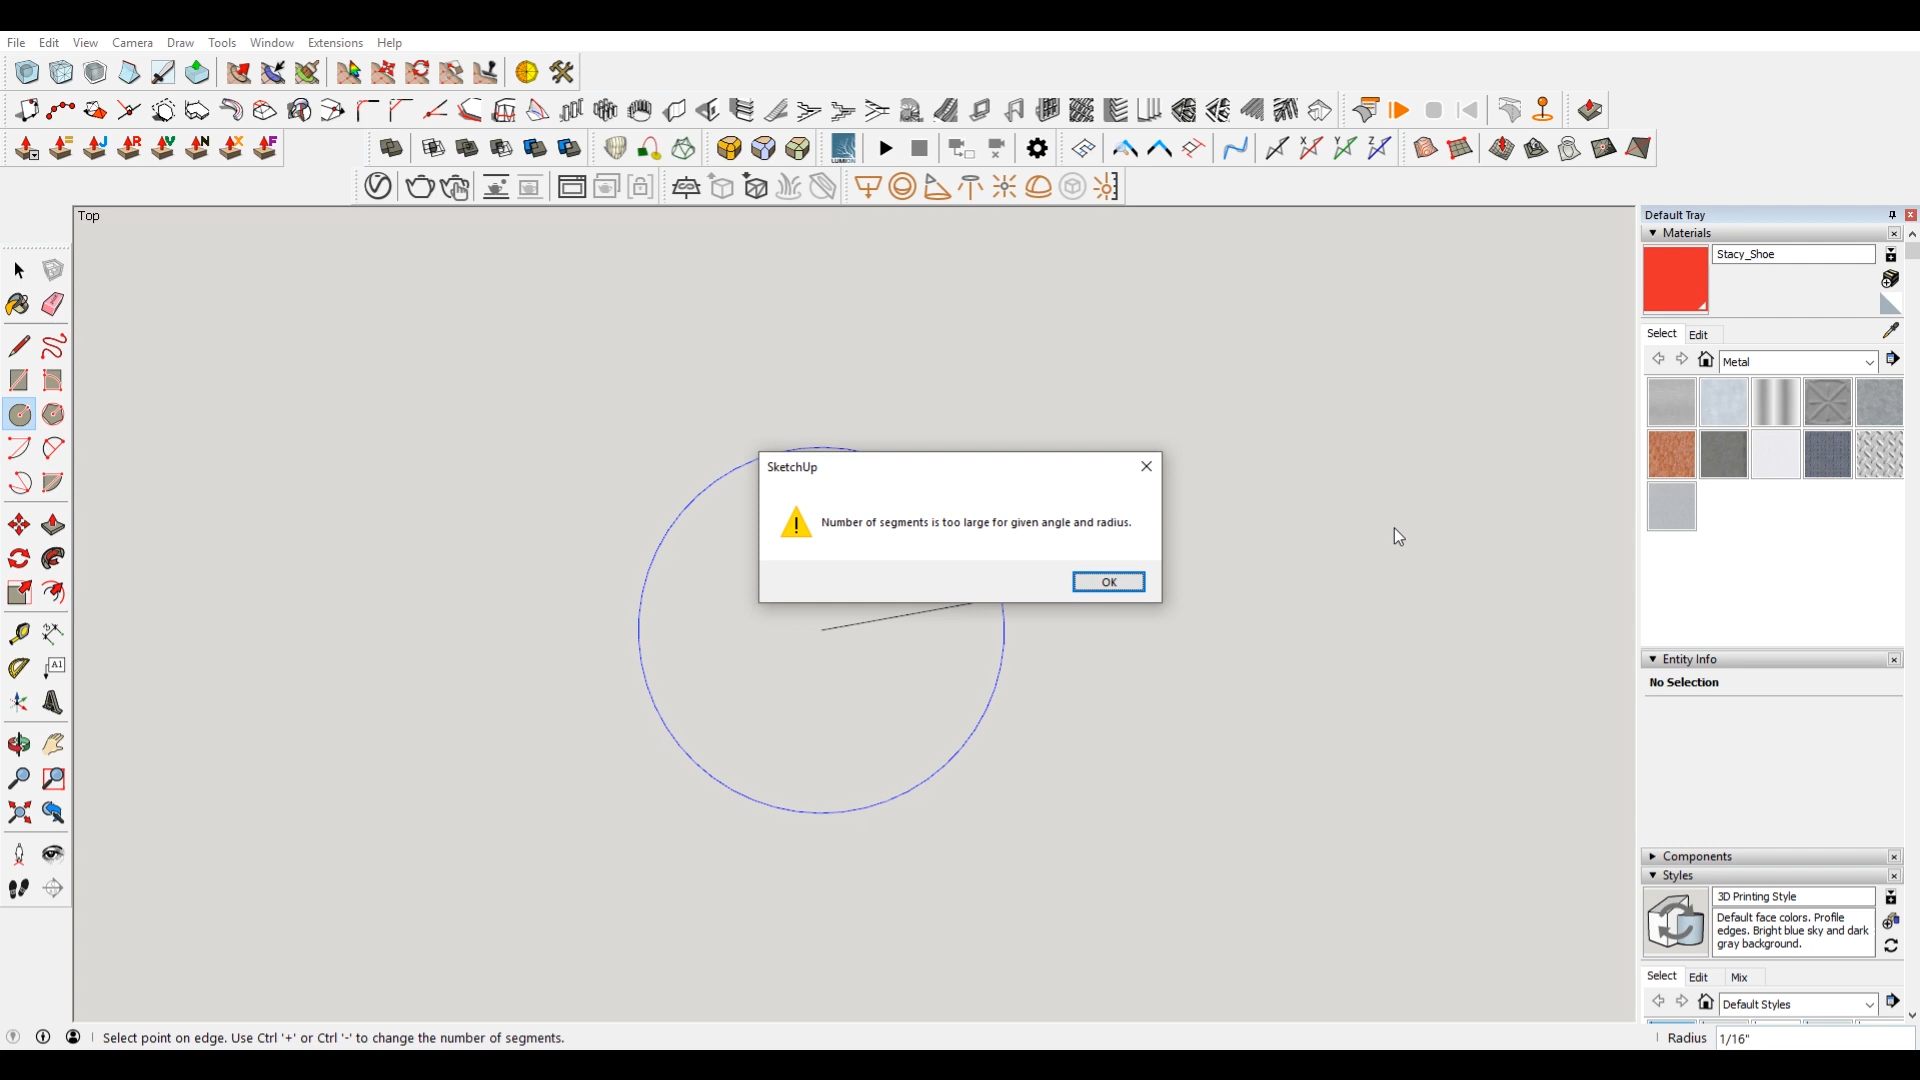 File Edit View Camera Draw Tools Window Extensions Help
J R V N X F
LUMION
X Y Z
Top
Default Tray
Materials
Stacy_Shoe
Select Edit
Metal
SketchUp
Number of segments is too large for given angle and radius.
OK
A1
Entity Info
No Selection
Components
Styles
3D Printing Style
Default face colors. Profile
edges. Bright blue sky and dark
gray background.
Select Edit Mix
Default Styles
Select point on edge. Use Ctrl '+' or Ctrl '-' to change the number of segments.
Radius 1/16"